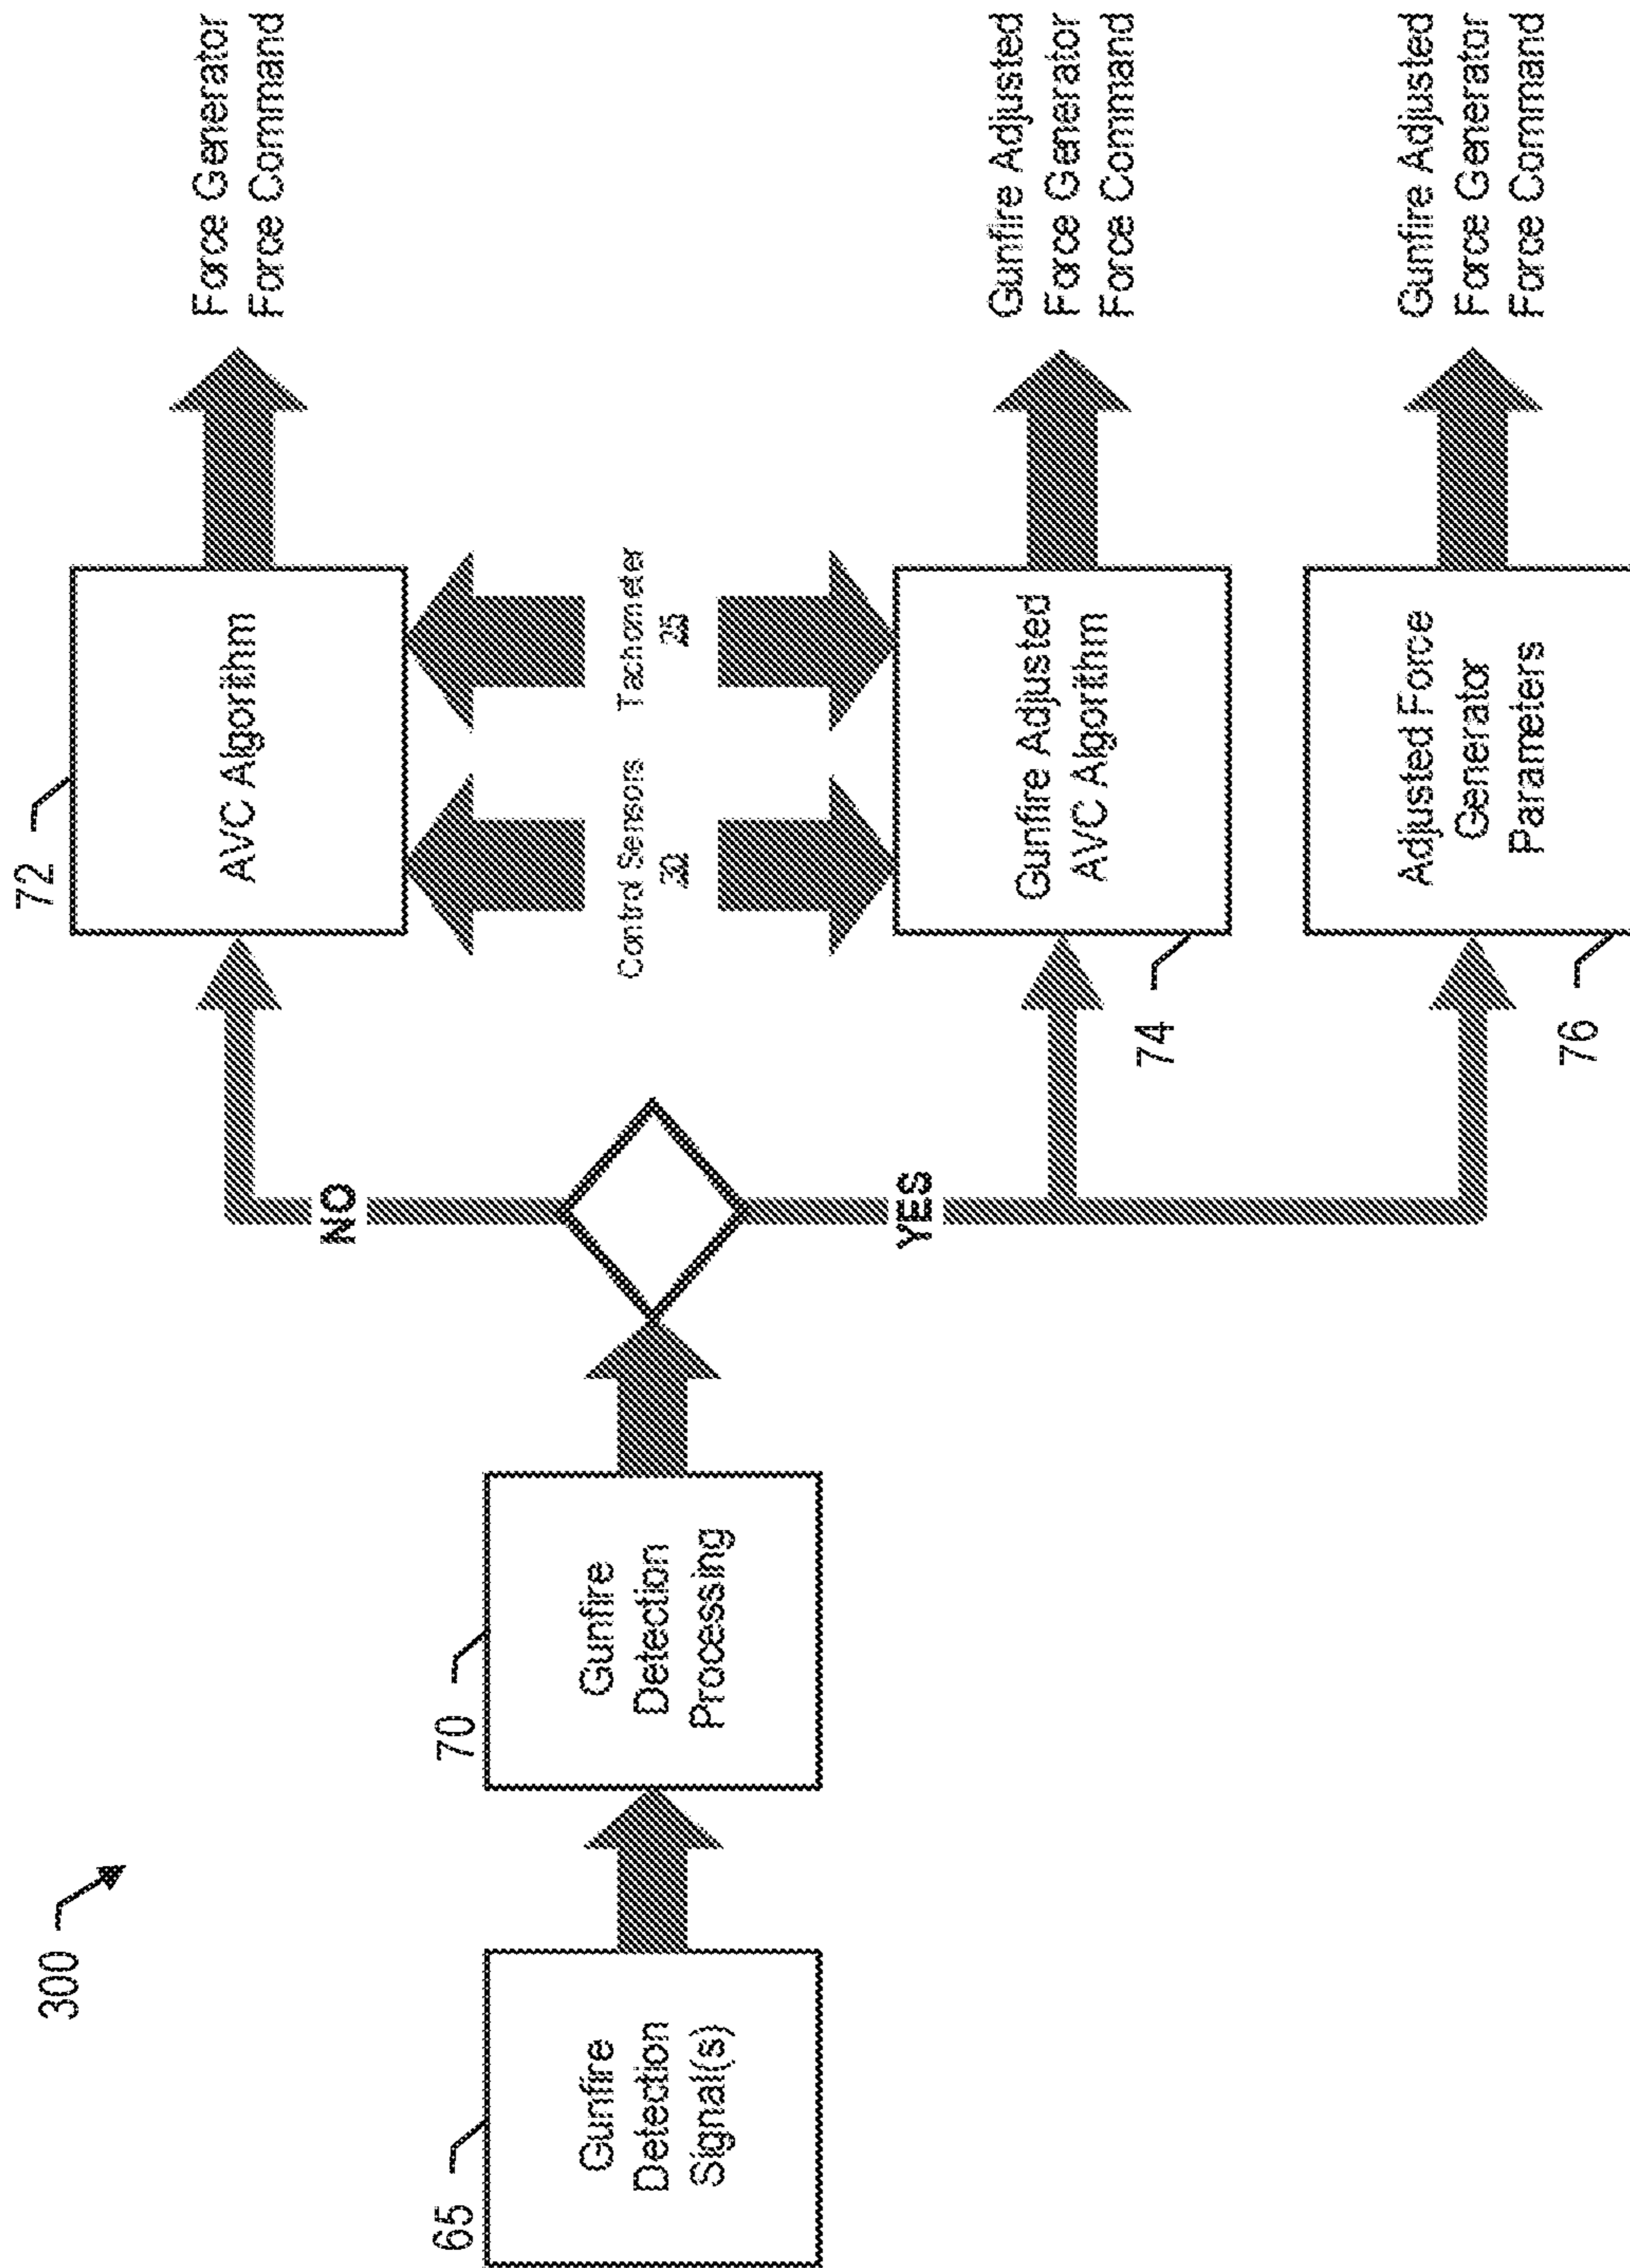 300
65
Gunfire
Detection
Signal(s)
70
Gunfire
Detection
Processing
NO
YES
72
AVC Algorithm
Control Sensors
30
Tachometer
25
Gunfire Adjusted
AVC Algorithm
74
Adjusted Force
Generator
Parameters
76
Force Generator
Force Command
Gunfire Adjusted
Force Generator
Force Command
Gunfire Adjusted
Force Generator
Force Command